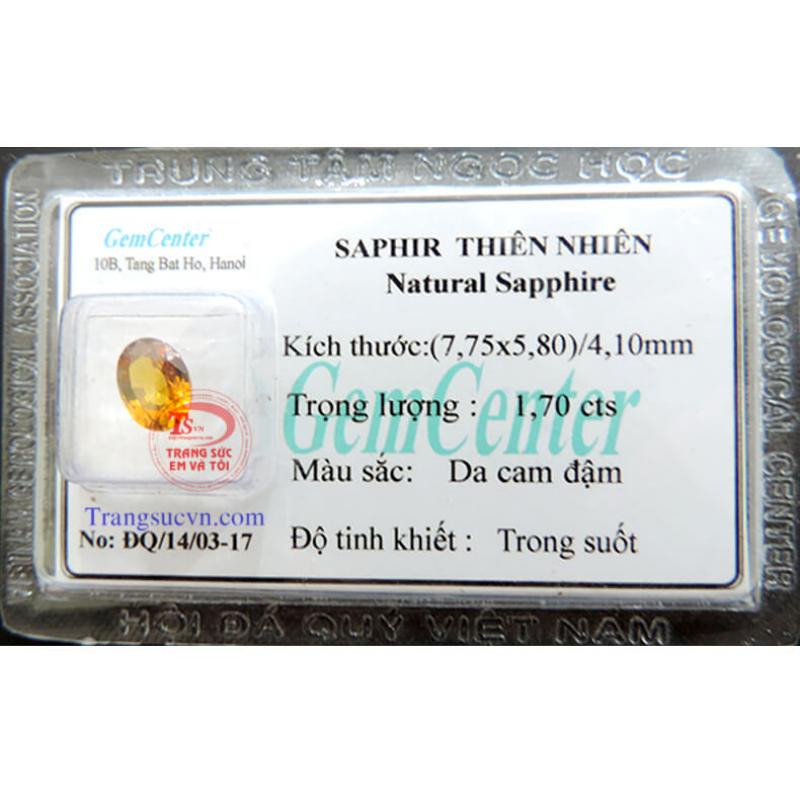 TRUNG TÂM NGỌC HỌC
GEMOLOGICAL ASSOCIATION
GEMOLOGYCAL CENTER
GemCenter
10B, Tang Bat Ho, Hanoi
SAPHIR THIÊN NHIÊN
Natural Sapphire
Kích thước:(7,75x5,80)/4,10mm
GemCenter
Trọng lượng : 1,70 cts
Màu sắc: Da cam đậm
Độ tinh khiết : Trong suốt
TS.VN
TRANG SỨC
EM VÀ TÔI
Trangsucvn.com
No: ĐQ/14/03-17
HỘI ĐÁ QUÝ VIỆT NAM